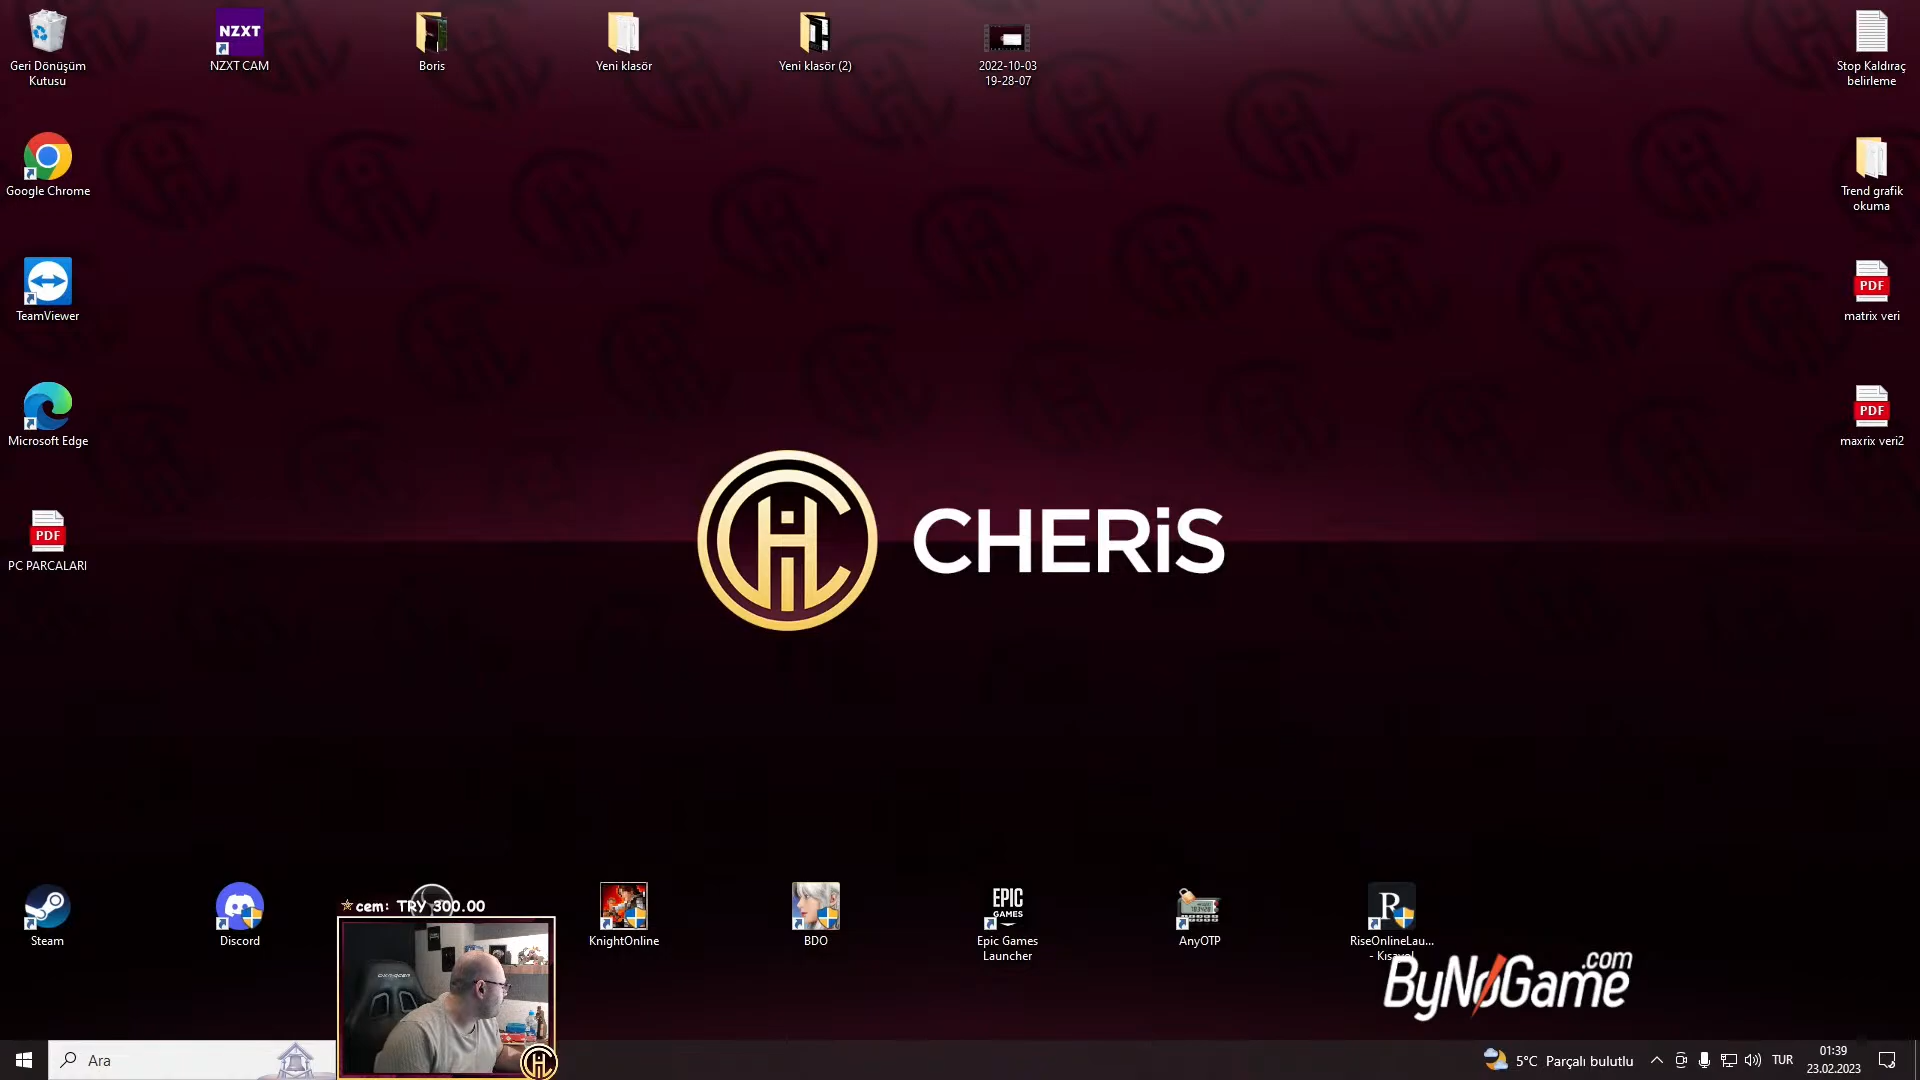 Geri Dönüşüm
Kutusu
NZXT
NZXT CAM
Boris
Yeni klasör
Yeni klasör (2)
2022-10-03
19-28-07
Stop Kaldıraç
belirleme
Google Chrome
Trend grafik
okuma
TeamViewer
PDF
matrix veri
Microsoft Edge
PDF
maxrix veri2
PDF
PC PARCALARI
CHERiS
Steam
Discord
cem: TRY 300.00
KnightOnline
BDO
EPIC
GAMES
Epic Games
Launcher
AnyOTP
R
RiseOnlineLau...
- Kısayol
ByNoGame
.com
Ara
5°C Parçalı bulutlu
TUR
01:39
23.02.2023